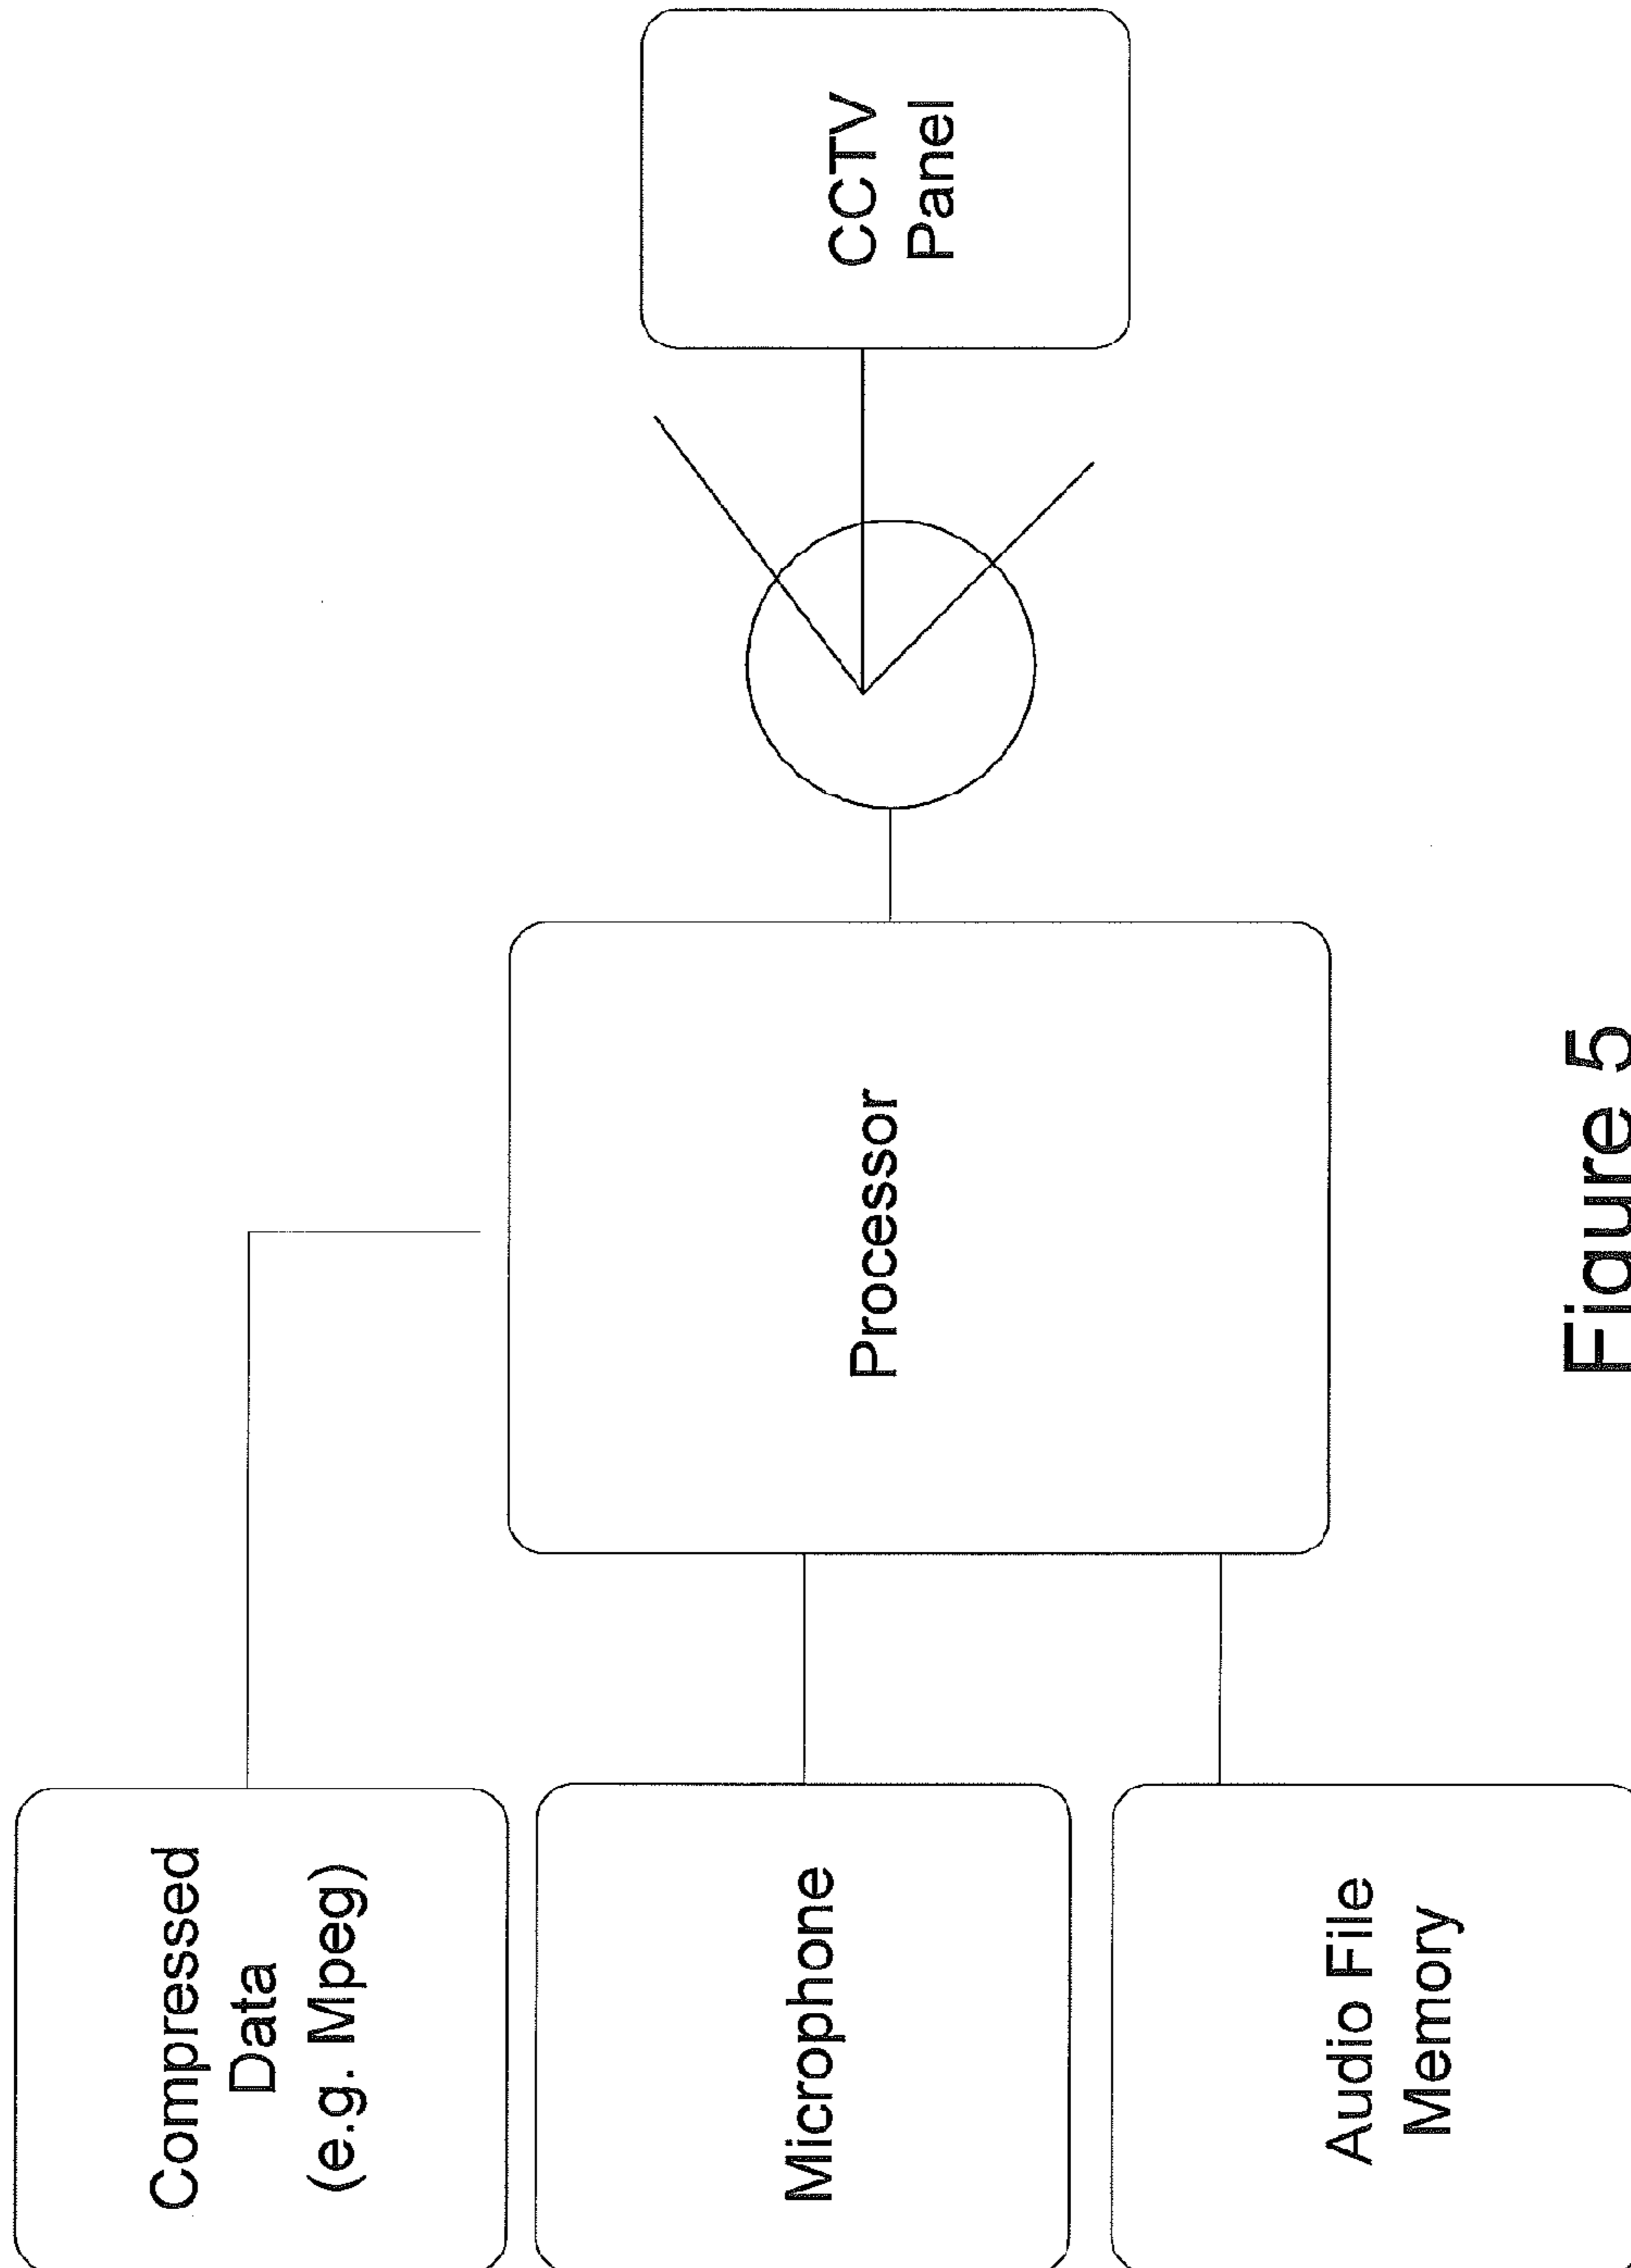 Compressed
Data
(e.g. Mpeg)
Microphone
Audio File
Memory
Processor
CCTV
Panel
Figure 5